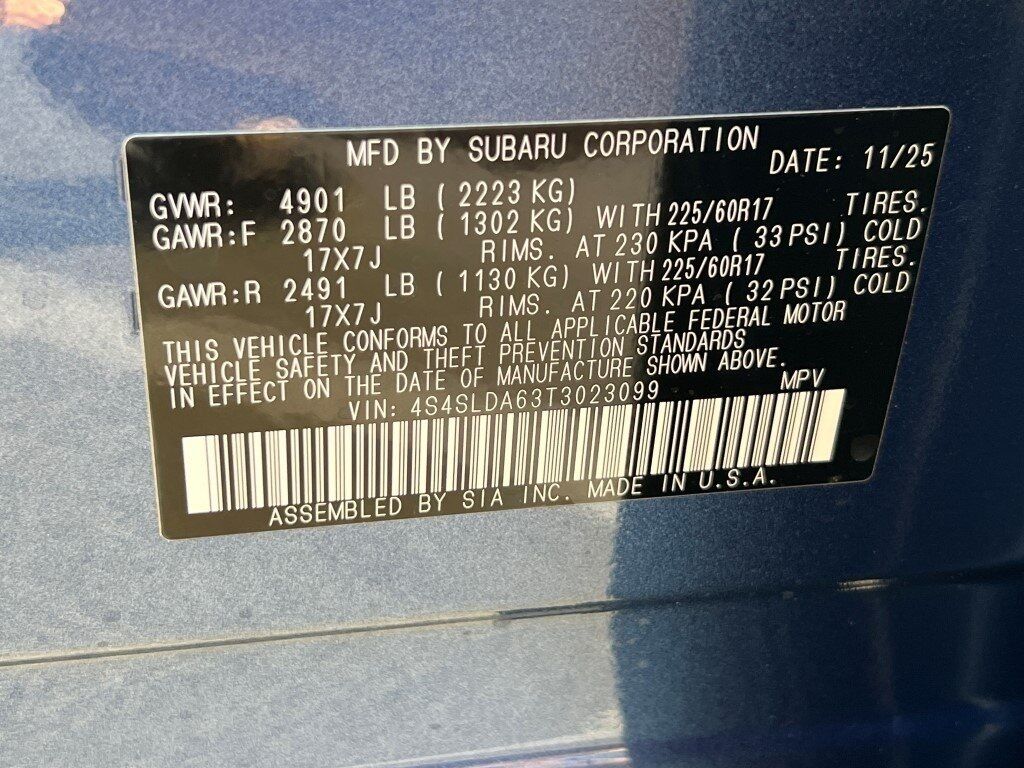 MFD BY SUBARU CORPORATION DATE: 11/25
GVWR: 4901 LB ( 2223 KG)
GAWR:F 2870 LB ( 1302 KG) WITH 225/60R17 TIRES.
17X7J RIMS. AT 230 KPA ( 33 PSI) COLD
GAWR:R 2491 LB ( 1130 KG) WITH 225/60R17 TIRES.
17X7J RIMS. AT 220 KPA ( 32 PSI) COLD
THIS VEHICLE CONFORMS TO ALL APPLICABLE FEDERAL MOTOR
VEHICLE SAFETY AND THEFT PREVENTION STANDARDS
IN EFFECT ON THE DATE OF MANUFACTURE SHOWN ABOVE.
VIN: 4S4SLDA63T3023099 MPV
ASSEMBLED BY SIA INC. MADE IN U.S.A.